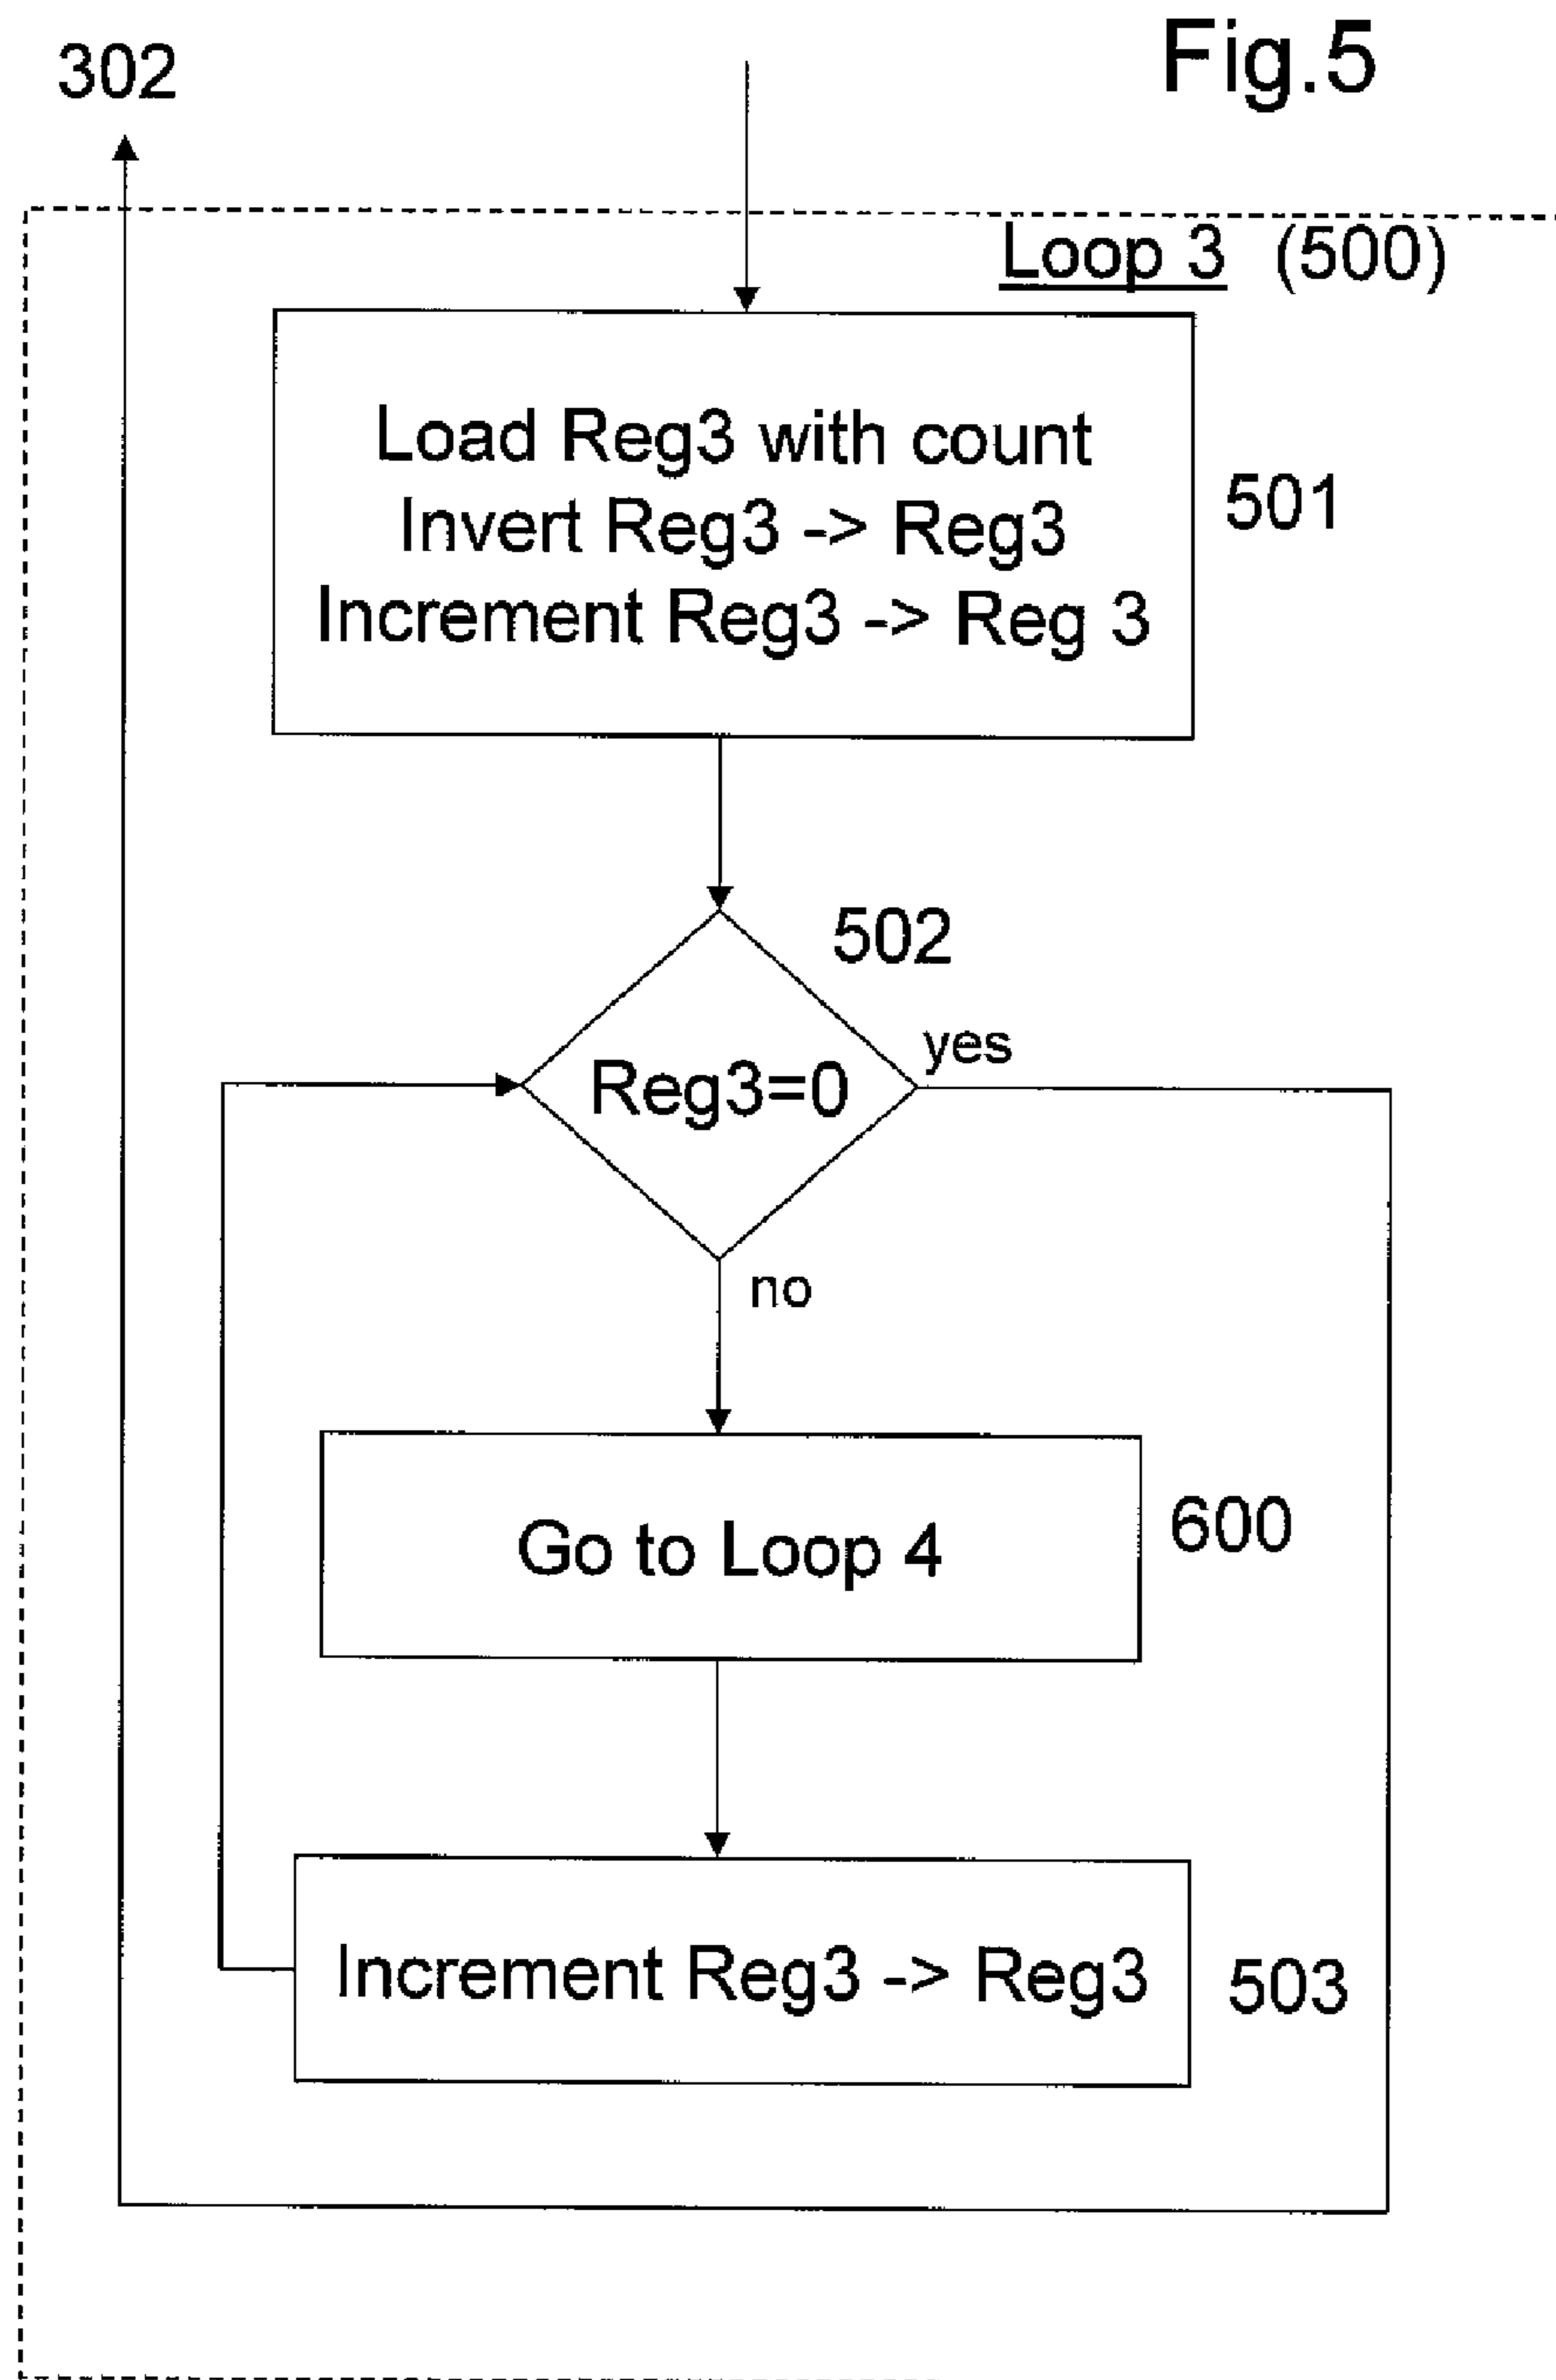 Fig.5
302
Loop 3 (500)
Load Reg3 with count
Invert Reg3 -> Reg3
Increment Reg3 -> Reg 3
501
502
Reg3=0
yes
no
Go to Loop 4
600
Increment Reg3 -> Reg3
503